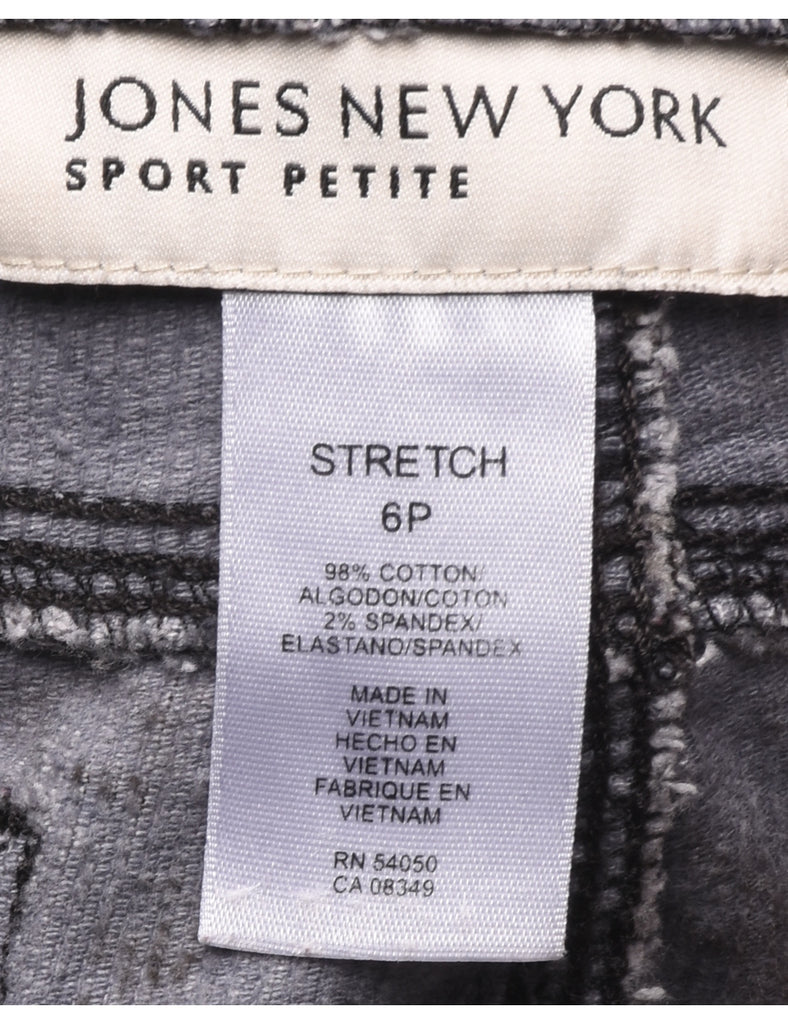 JONES NEW YORK
SPORT PETITE
STRETCH
6P
98% COTTON/
ALGODON/COTON
2% SPANDEX/
ELASTANO/SPANDEX
MADE IN
VIETNAM
HECHO EN
VIETNAM
FABRIQUE EN
VIETNAM
RN 54050
CA 08349